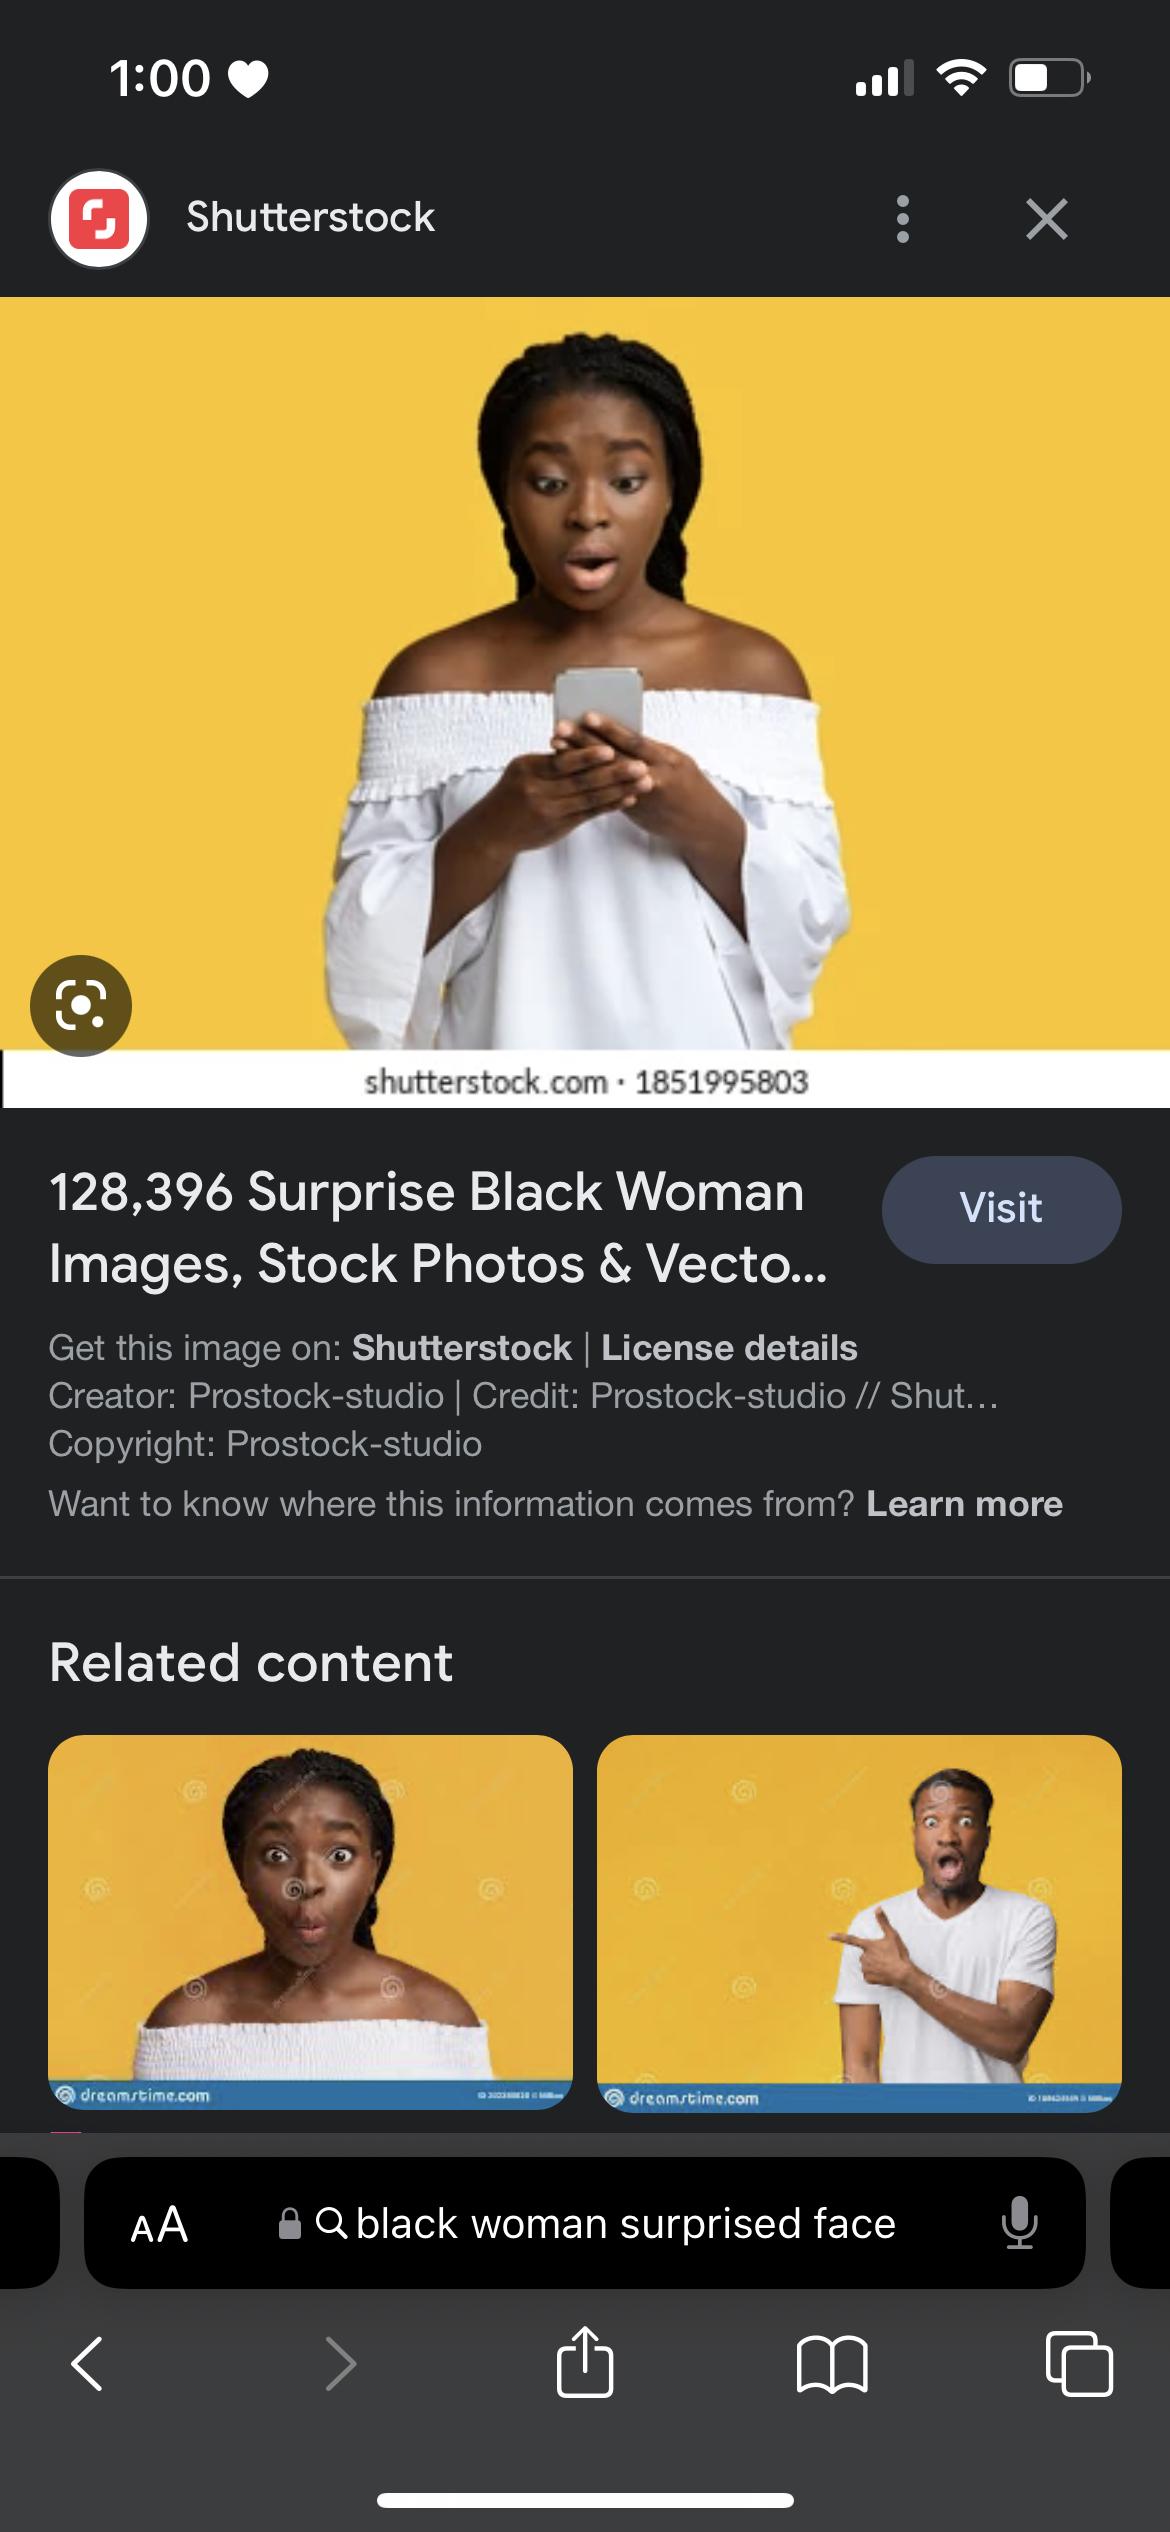 1:00
Shutterstock
shutterstock.com · 1851995803
128,396 Surprise Black Woman
Images, Stock Photos & Vecto...
Visit
Get this image on: Shutterstock | License details
Creator: Prostock-studio | Credit: Prostock-studio // Shut...
Copyright: Prostock-studio
Want to know where this information comes from? Learn more
Related content
dreamstime.com
dreamstime.com
AA
black woman surprised face